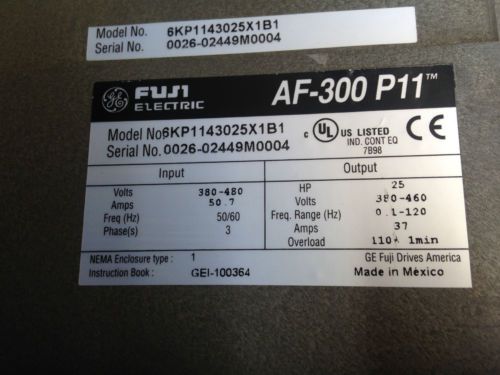 Model No. 6KP1143025X1B1
Serial No. 0026-02449M0004
GE FUJI ELECTRIC AF-300 P11™
Model No. 6KP1143025X1B1
Serial No. 0026-02449M0004
c UL US LISTED IND. CONT EQ 7B98 CE
Input Output
HP 25
Volts 380-480 Volts 380-460
Amps 50.7 Freq. Range (Hz) 0.1-120
Freq (Hz) 50/60 Amps 37
Phase(s) 3 Overload 110% 1min
NEMA Enclosure type : 1 GE Fuji Drives America
Instruction Book : GEI-100364 Made in México